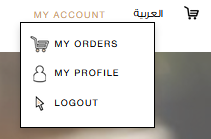 MY ACCOUNT العربية
MY ORDERS
MY PROFILE
LOGOUT